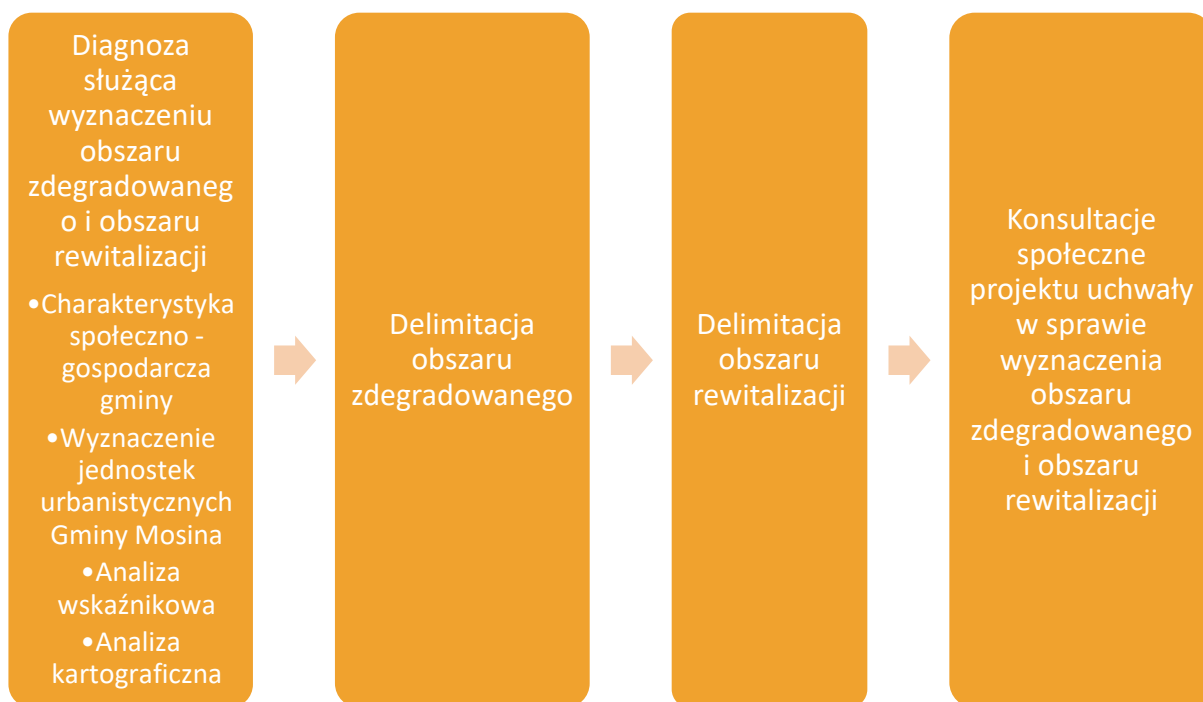 Diagnoza
służąca
wyznaczeniu
obszaru
zdegradowaneg
o i obszaru
rewitalizacji
•Charakterystyka
społeczno -
gospodarcza
gminy
•Wyznaczenie
jednostek
urbanistycznych
Gminy Mosina
•Analiza
wskaźnikowa
•Analiza
kartograficzna
Delimitacja
obszaru
zdegradowanego
Delimitacja
obszaru
rewitalizacji
Konsultacje
społeczne
projektu uchwały
w sprawie
wyznaczenia
obszaru
zdegradowanego
i obszaru
rewitalizacji